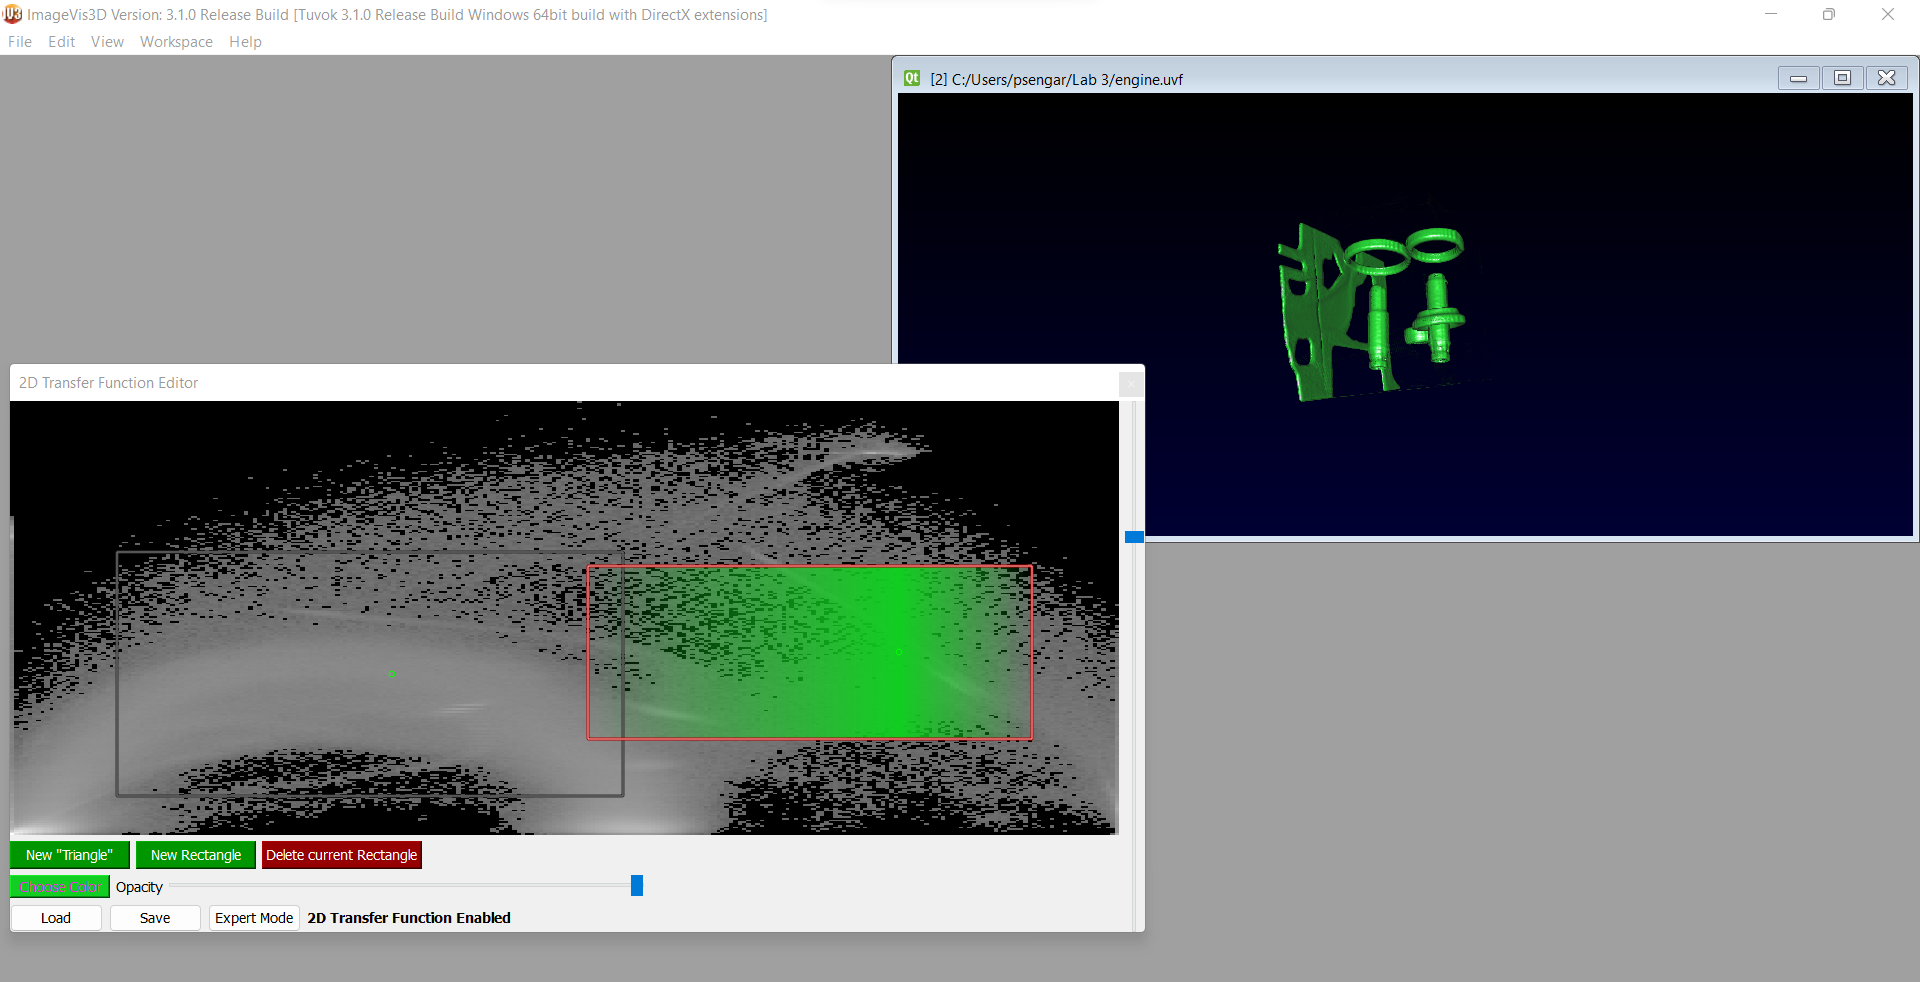 ImageVis3D Version: 3.1.0 Release Build [Tuvok 3.1.0 Release Build Windows 64bit build with DirectX extensions]
File Edit View Workspace Help
Qt [2] C:/Users/psengar/Lab 3/engine.uvf
2D Transfer Function Editor
New "Triangle" New Rectangle Delete current Rectangle
Choose Color Opacity
Load Save Expert Mode 2D Transfer Function Enabled